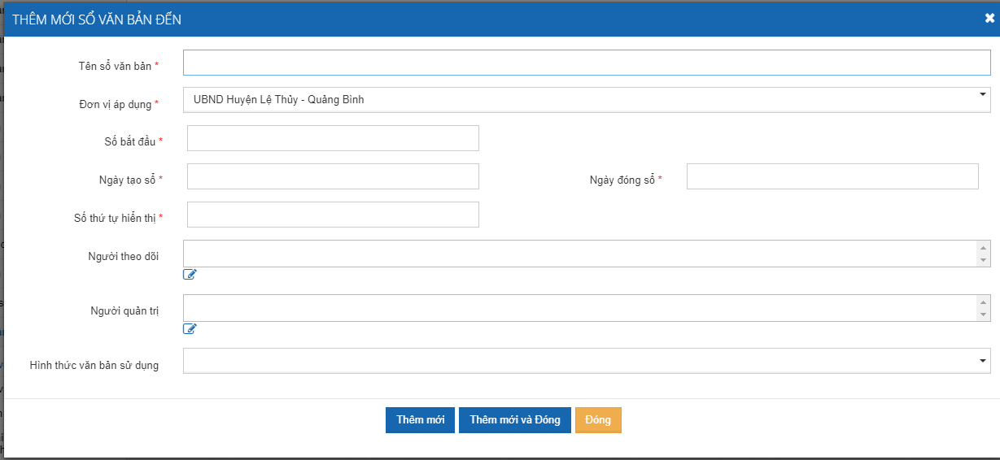 THÊM MỚI SỔ VĂN BẢN ĐẾN
Tên sổ văn bản *
Đơn vị áp dụng * UBND Huyện Lệ Thủy - Quảng Bình
Số bắt đầu *
Ngày tạo sổ * Ngày đóng sổ *
Số thứ tự hiển thị *
Người theo dõi
Người quản trị
Hình thức văn bản sử dụng
Thêm mới Thêm mới và Đóng Đóng